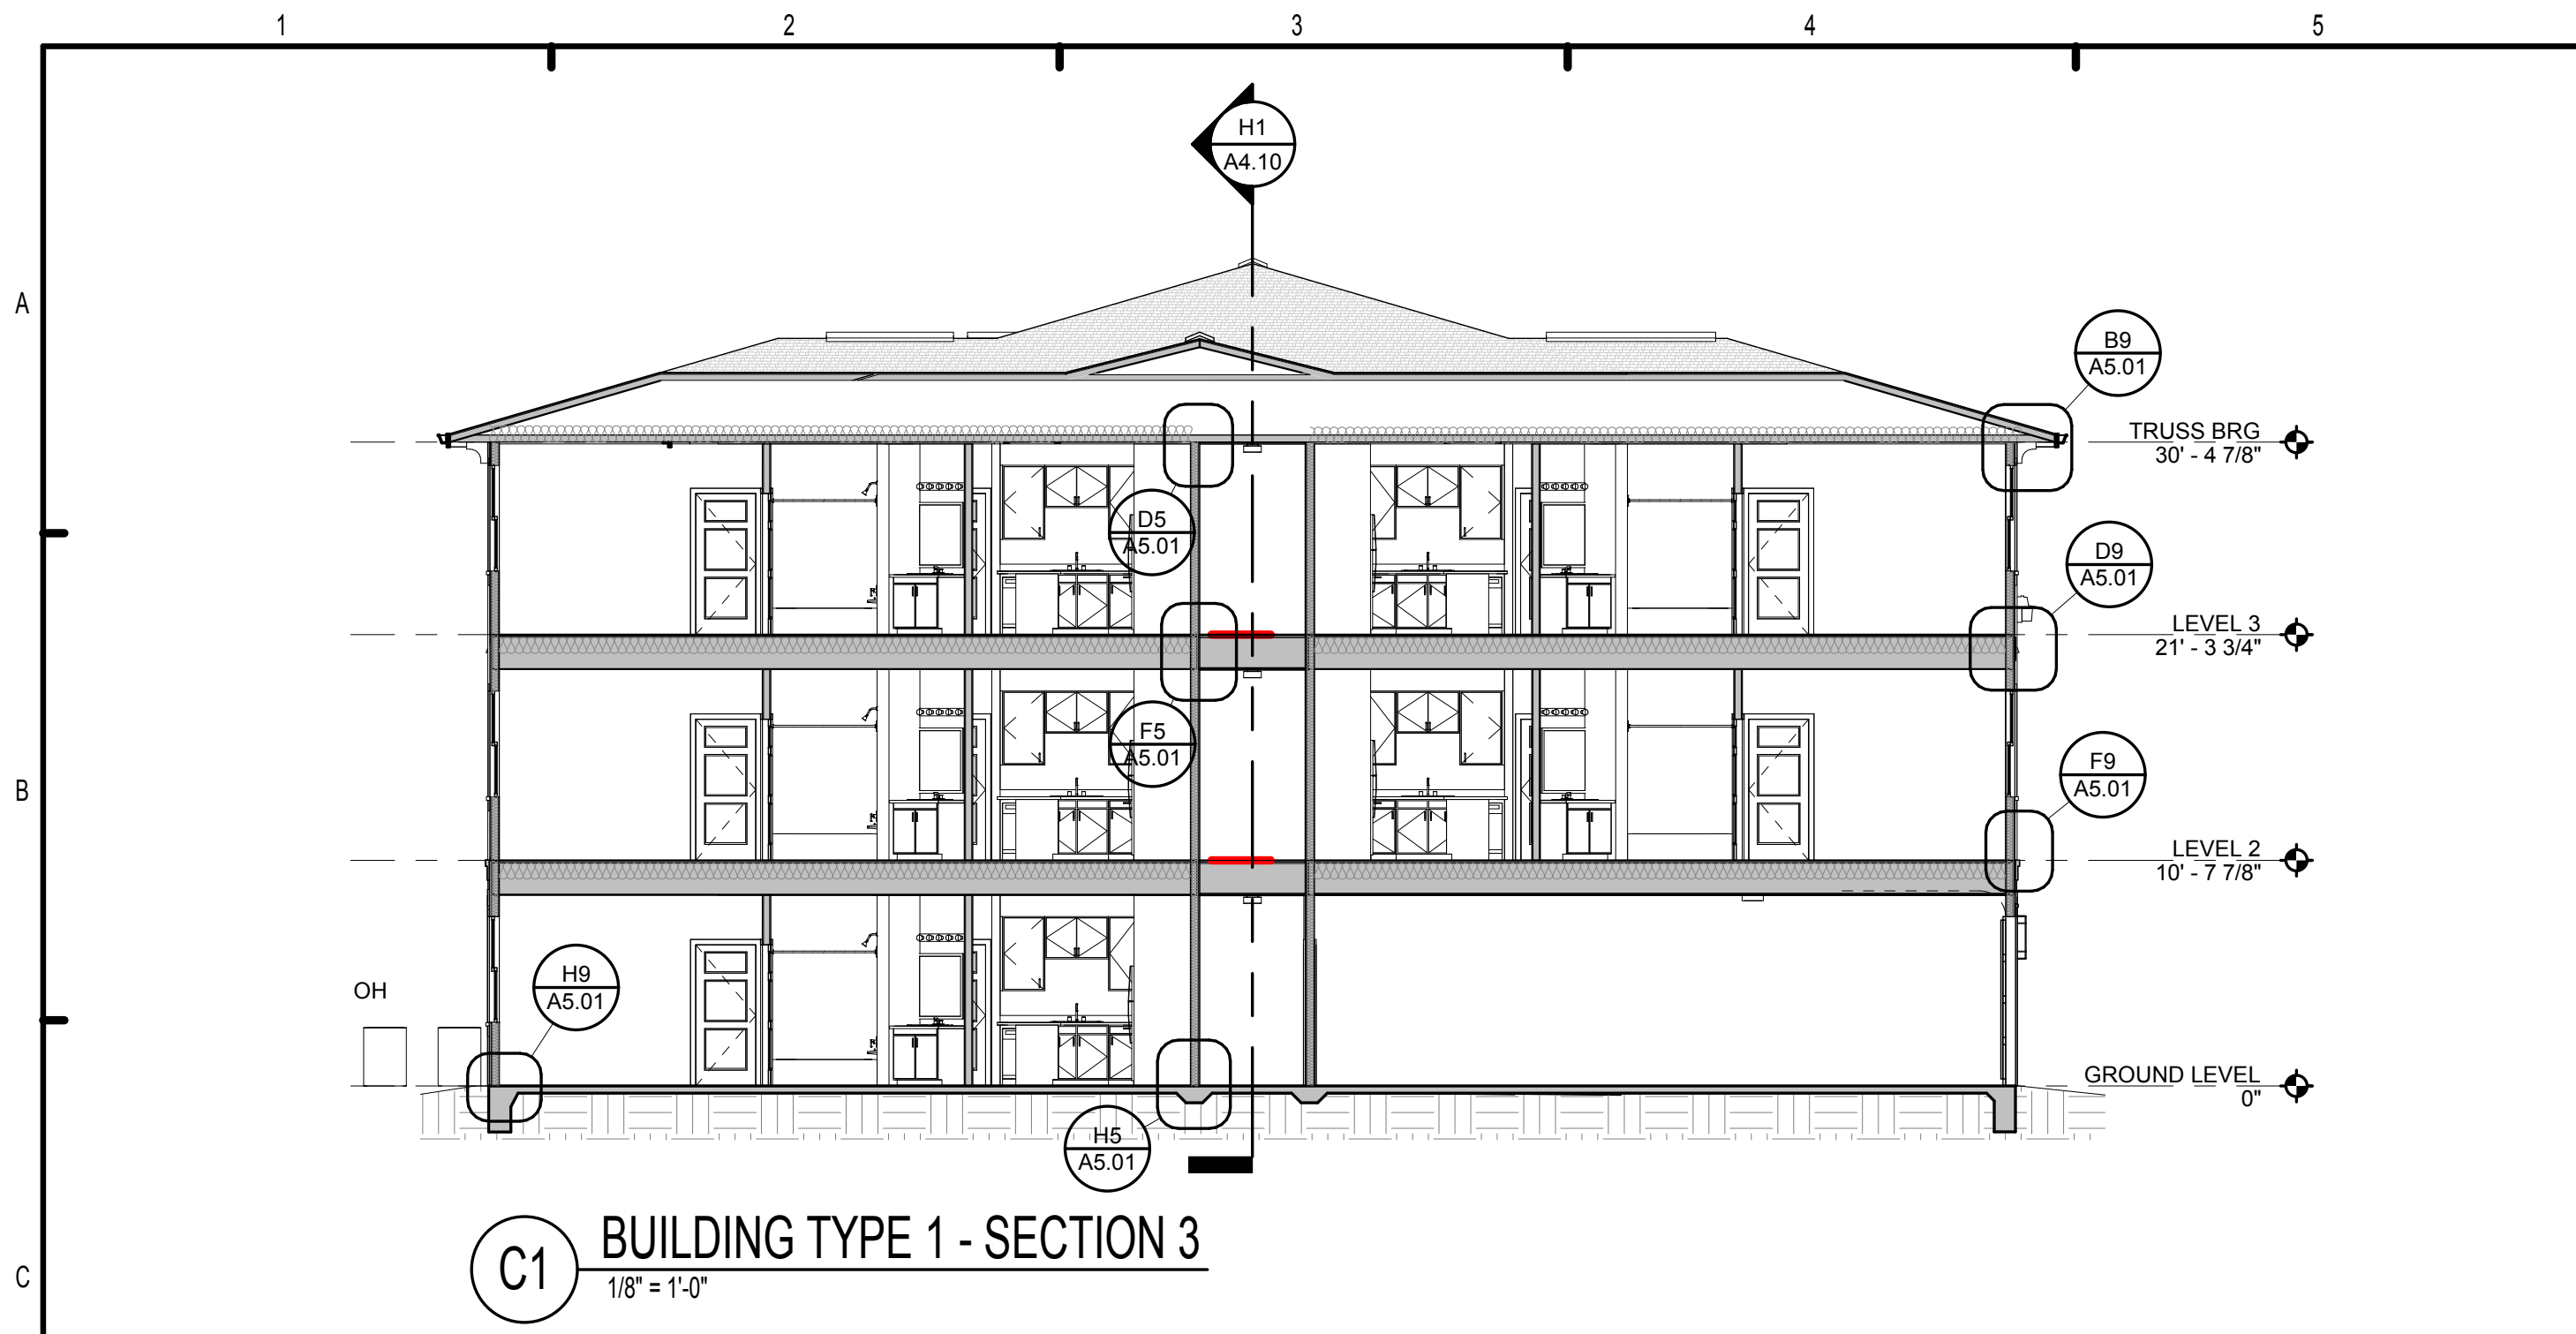 1
2
3
4
5
A
B
C
H1
A4.10
B9
A5.01
TRUSS BRG
30' - 4 7/8"
D5
A5.01
D9
A5.01
LEVEL 3
21' - 3 3/4"
F5
A5.01
F9
A5.01
LEVEL 2
10' - 7 7/8"
H9
A5.01
OH
GROUND LEVEL
0"
H5
A5.01
C1
BUILDING TYPE 1 - SECTION 3
1/8" = 1'-0"